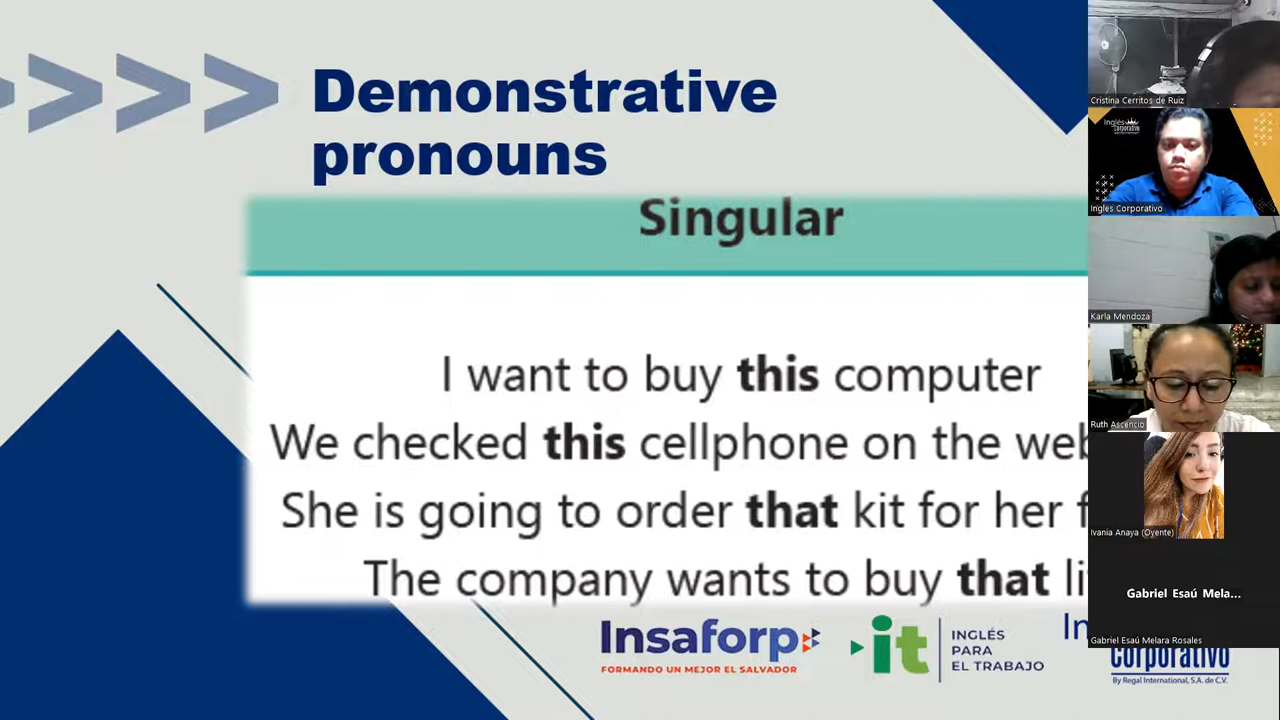 Demonstrative
pronouns
Singular
I want to buy this computer
We checked this cellphone on the web
She is going to order that kit for her
The company wants to buy that
Insaforp
FORMANDO UN MEJOR EL SALVADOR
it
INGLÉS
PARA
EL TRABAJO
corporativo
By Regal International, S.A. de C.V.
Cristina Cerritos de Ruiz
Inglés
Corporativo
Ingles Corporativo
Karla Mendoza
Ruth Ascencio
Ivania Anaya (Oyente)
Gabriel Esaú Mela...
Gabriel Esaú Melara Rosales